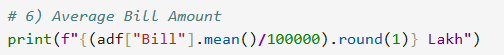 # 6) Average Bill Amount
print(f"{(adf["Bill"].mean()/100000).round(1)} Lakh")